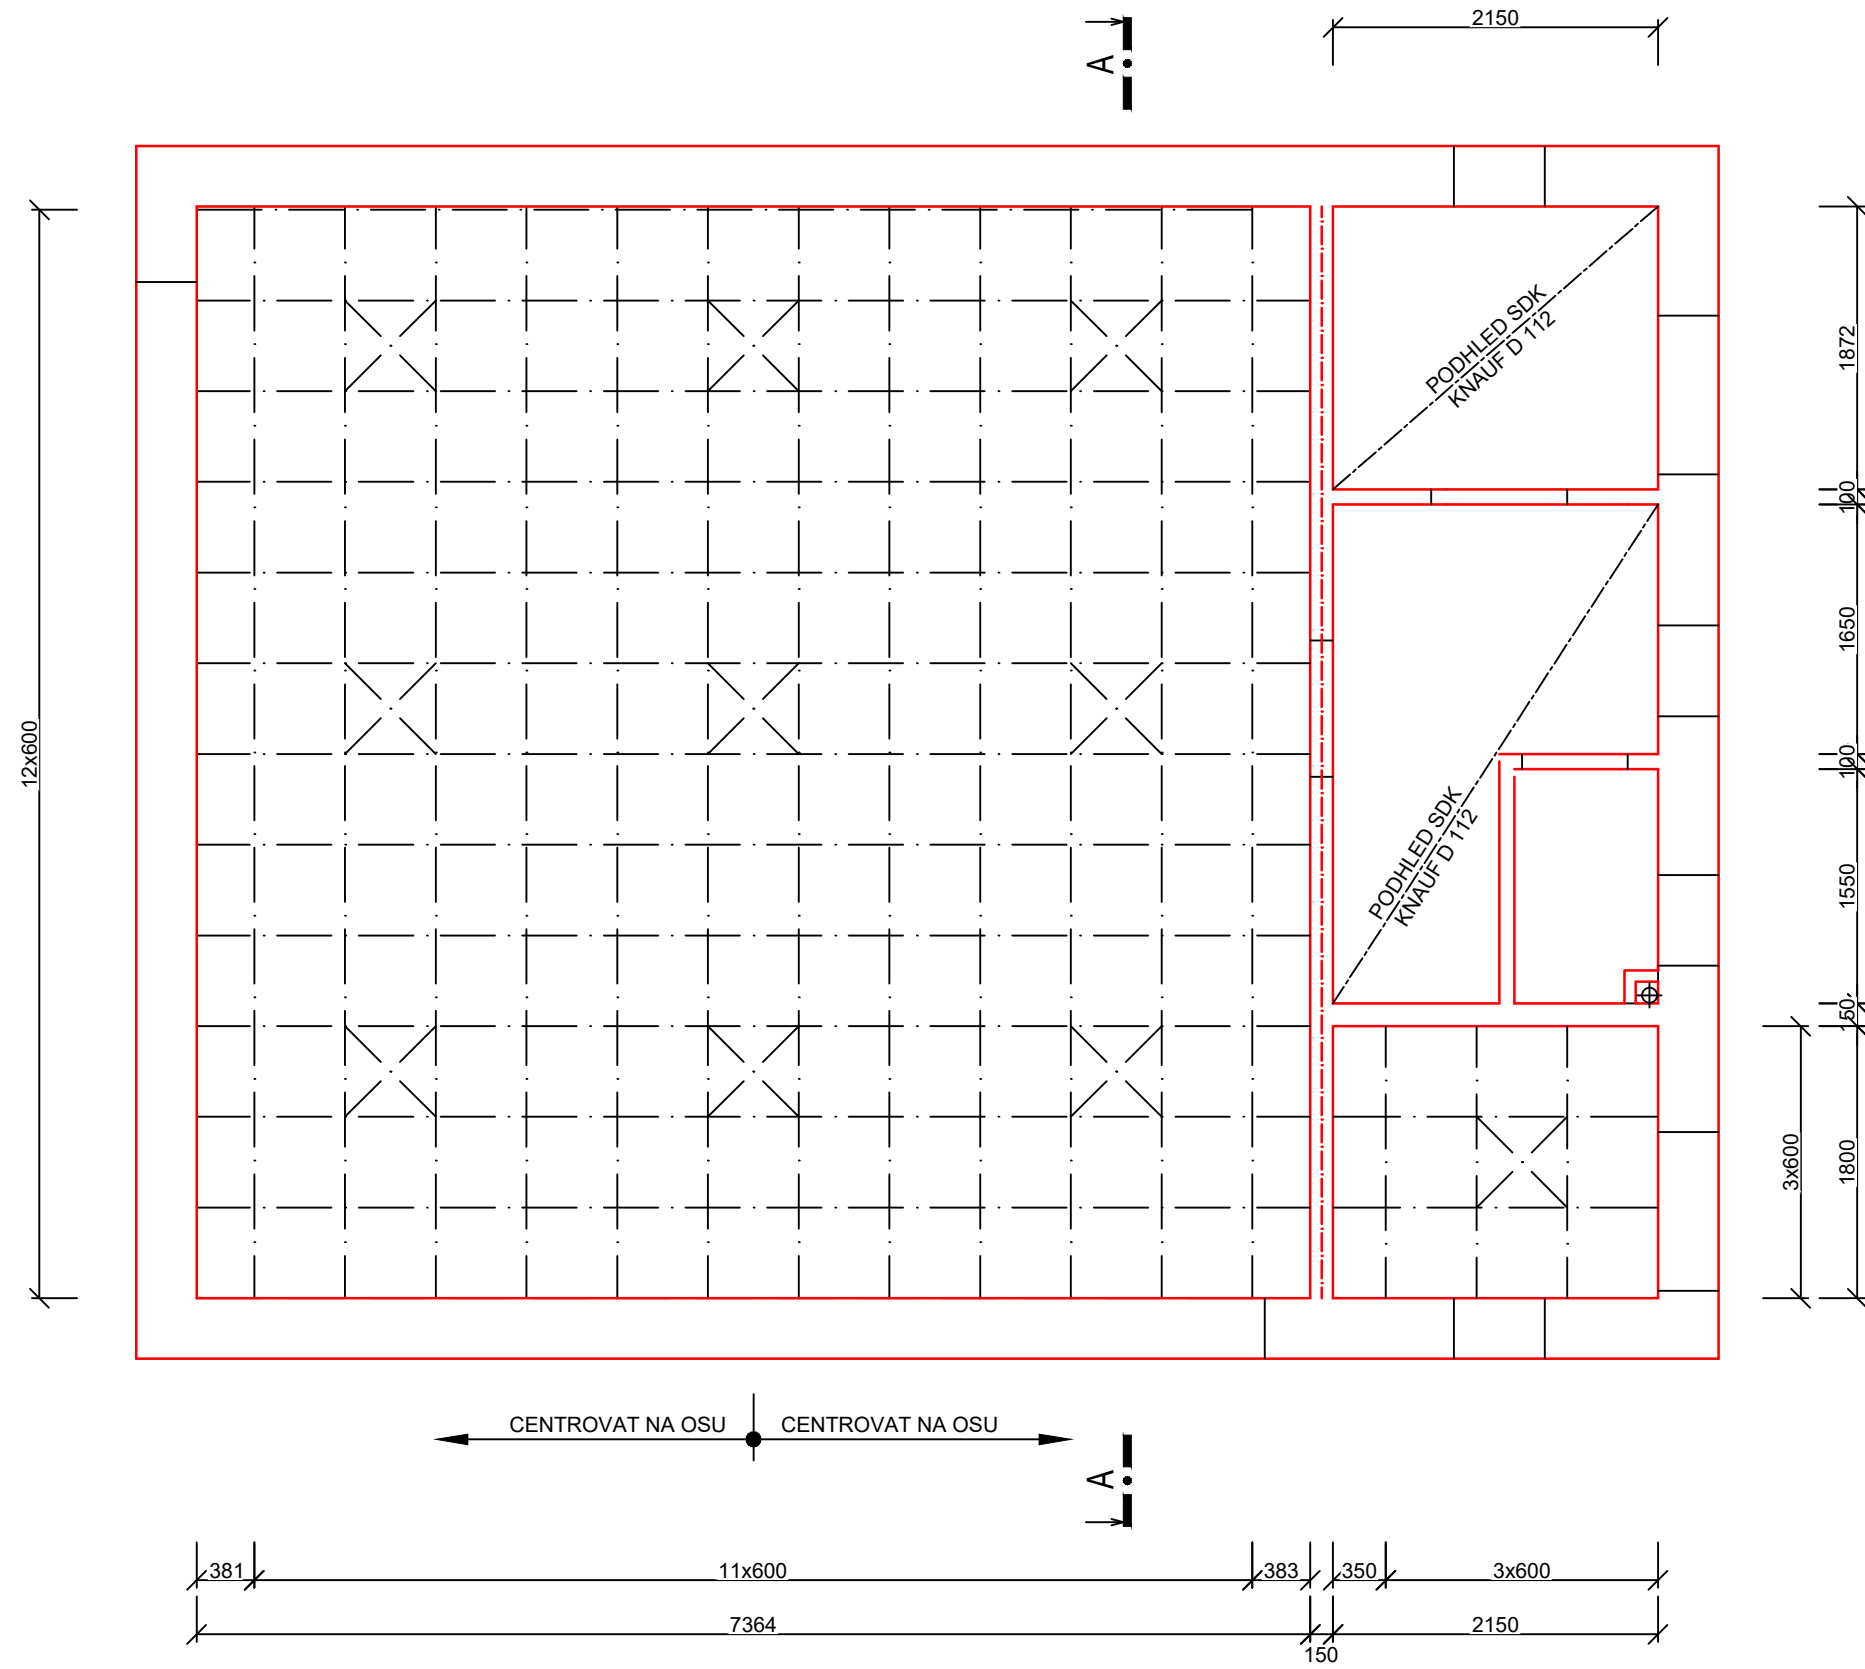 2150
A
PODHLED SDK
KNAUF D 112
1872
100
1650
12x600
100
PODHLED SDK
KNAUF D 112
1550
150
3x600
1800
CENTROVAT NA OSU
CENTROVAT NA OSU
A
381
11x600
383
350
3x600
7364
150
2150